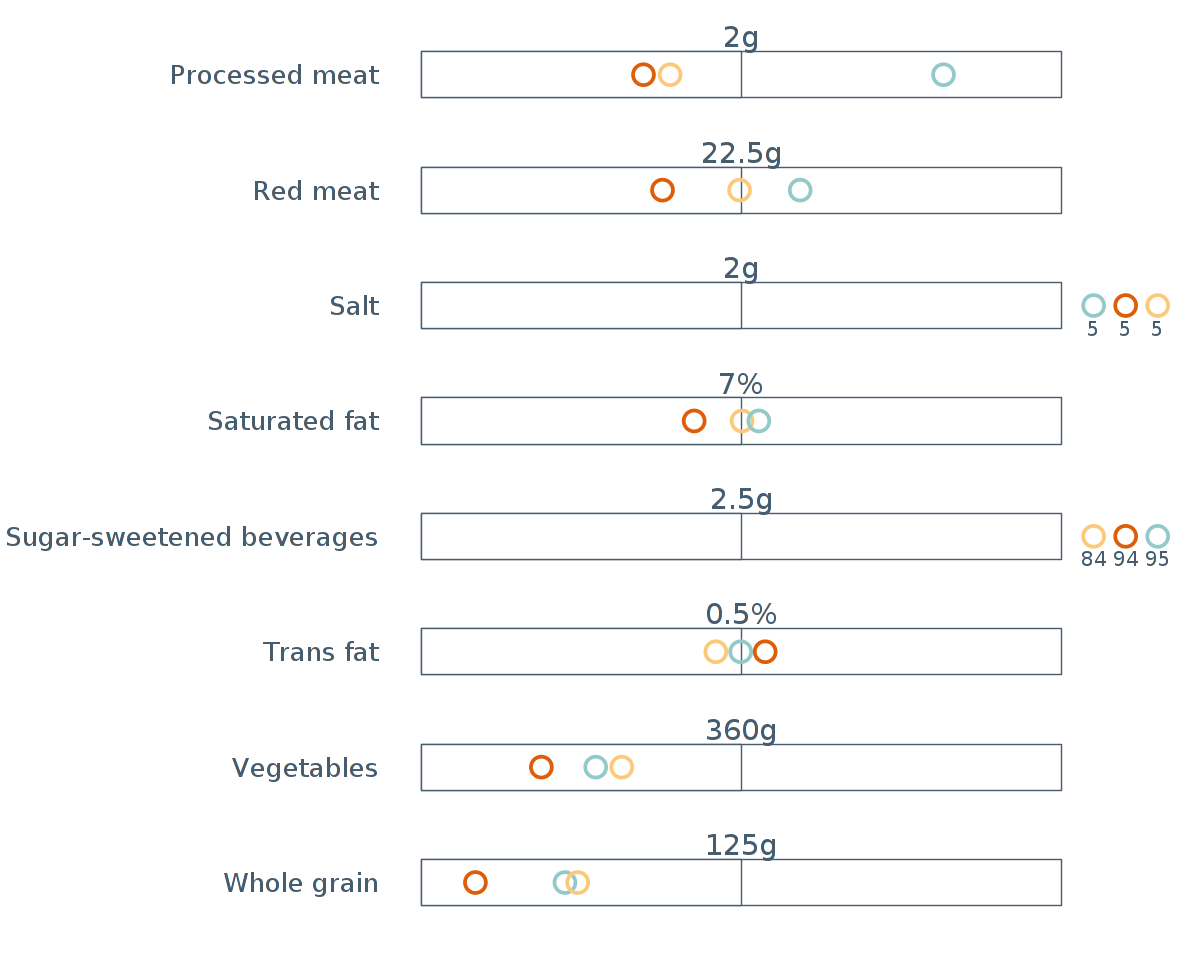 2g
Processed meat
22.5g
Red meat
2g
Salt
5 5 5
7%
Saturated fat
2.5g
Sugar-sweetened beverages
84 94 95
0.5%
Trans fat
360g
Vegetables
125g
Whole grain